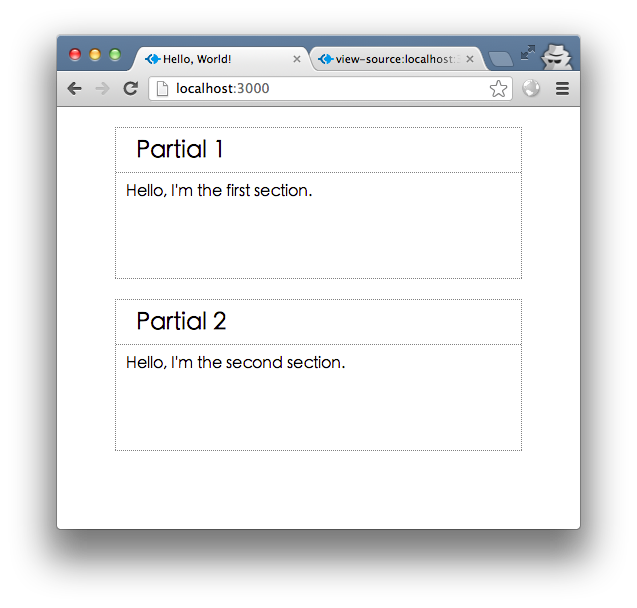 Hello, World!
view-source:localhost:
localhost:3000
Partial 1
Hello, I'm the first section.
Partial 2
Hello, I'm the second section.